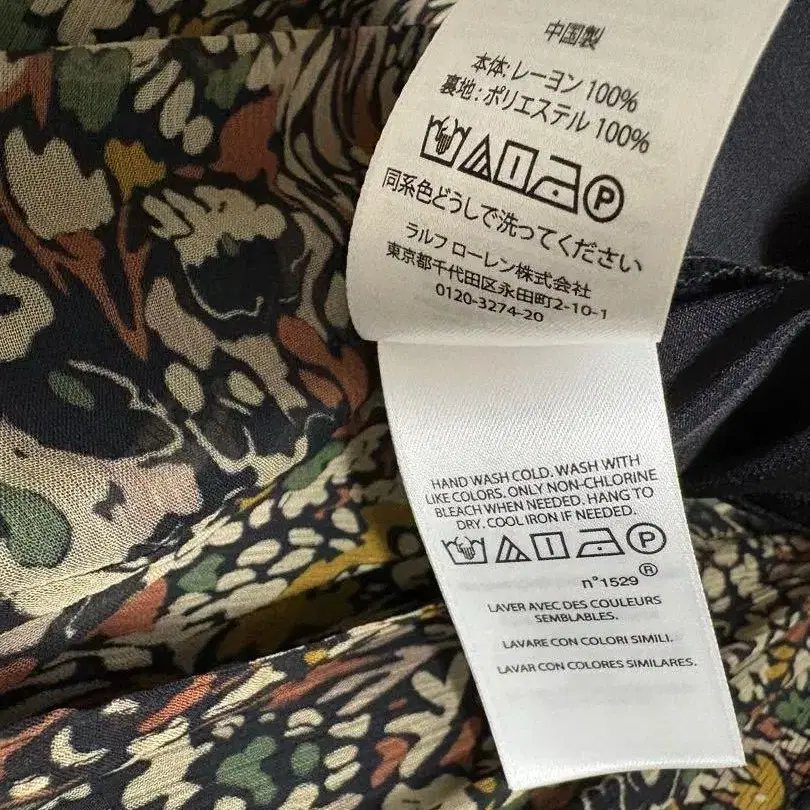 中国製
本体:レーヨン 100%
裏地:ポリエステル 100%
P
同系色どうしで洗ってください
ラルフ ローレン株式会社
東京都千代田区永田町2-10-1
0120-3274-20
HAND WASH COLD. WASH WITH
LIKE COLORS. ONLY NON-CHLORINE
BLEACH WHEN NEEDED. HANG TO
DRY. COOL IRON IF NEEDED.
P
n°1529 ®
LAVER AVEC DES COULEURS
SEMBLABLES.
LAVARE CON COLORI SIMILI.
LAVAR CON COLORES SIMILARES.